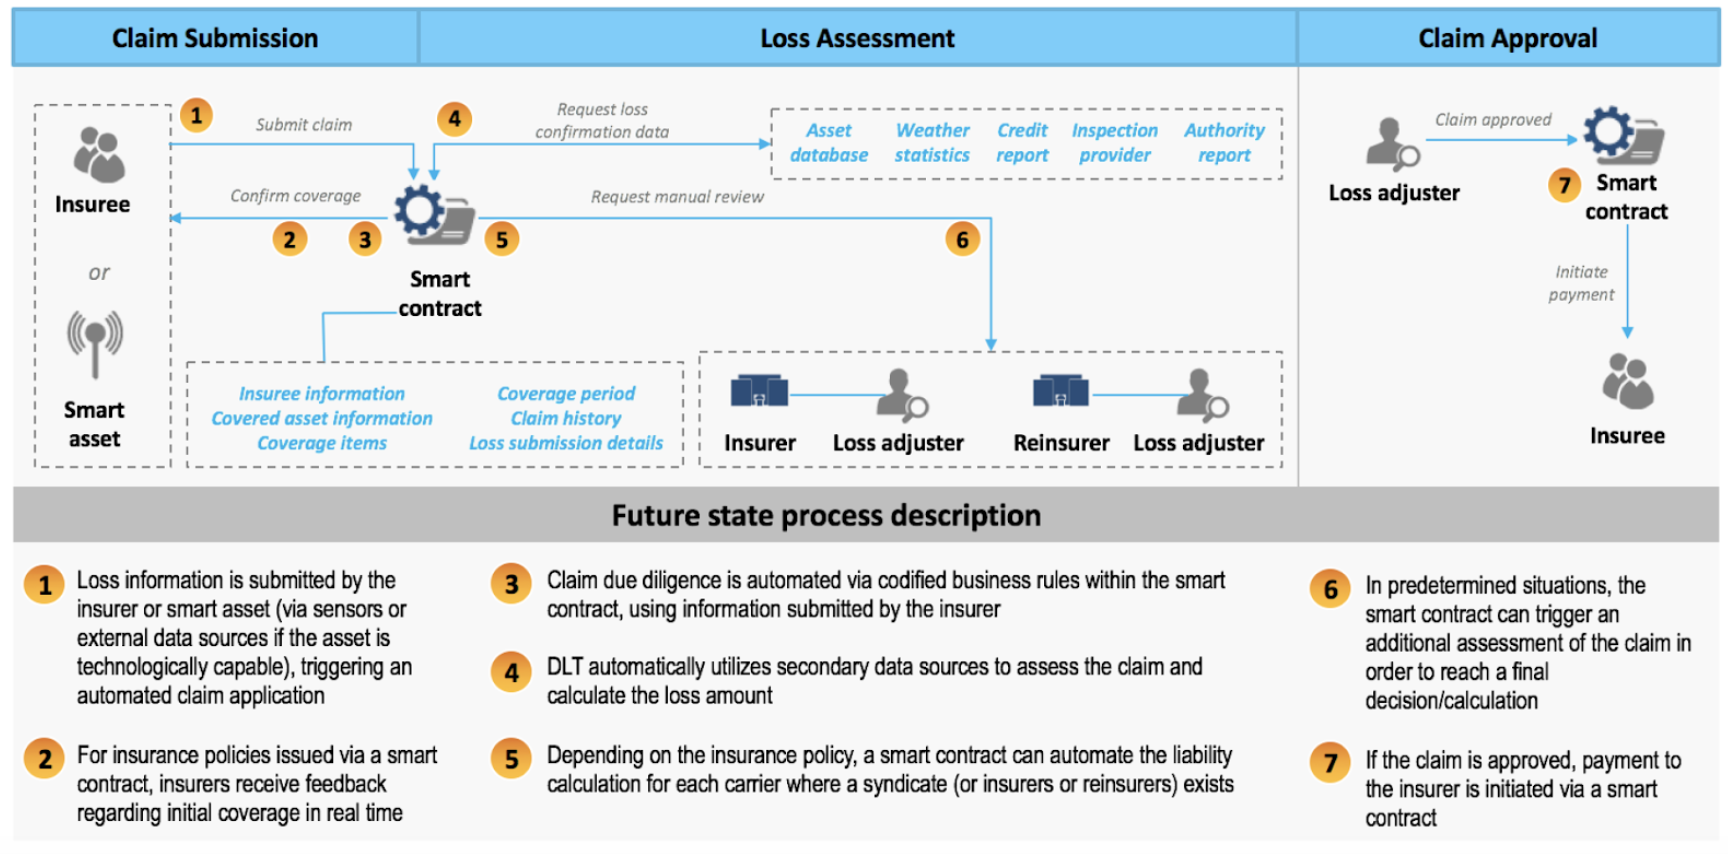 Claim Submission
Loss Assessment
Claim Approval
1
Submit claim
4
Request loss
confirmation data
Asset
database
Weather
statistics
Credit
report
Inspection
provider
Authority
report
Insuree
or
Smart
asset
Confirm coverage
2
3
5
Request manual review
6
Smart
contract
Insuree information
Covered asset information
Coverage items
Coverage period
Claim history
Loss submission details
Insurer
Loss adjuster
Reinsurer
Loss adjuster
Loss adjuster
Claim approved
7
Smart
contract
Initiate
payment
Insuree
Future state process description
1
Loss information is submitted by the
insurer or smart asset (via sensors or
external data sources if the asset is
technologically capable), triggering an
automated claim application
2
For insurance policies issued via a smart
contract, insurers receive feedback
regarding initial coverage in real time
3
Claim due diligence is automated via codified business rules within the smart
contract, using information submitted by the insurer
4
DLT automatically utilizes secondary data sources to assess the claim and
calculate the loss amount
5
Depending on the insurance policy, a smart contract can automate the liability
calculation for each carrier where a syndicate (or insurers or reinsurers) exists
6
In predetermined situations, the
smart contract can trigger an
additional assessment of the claim in
order to reach a final
decision/calculation
7
If the claim is approved, payment to
the insurer is initiated via a smart
contract